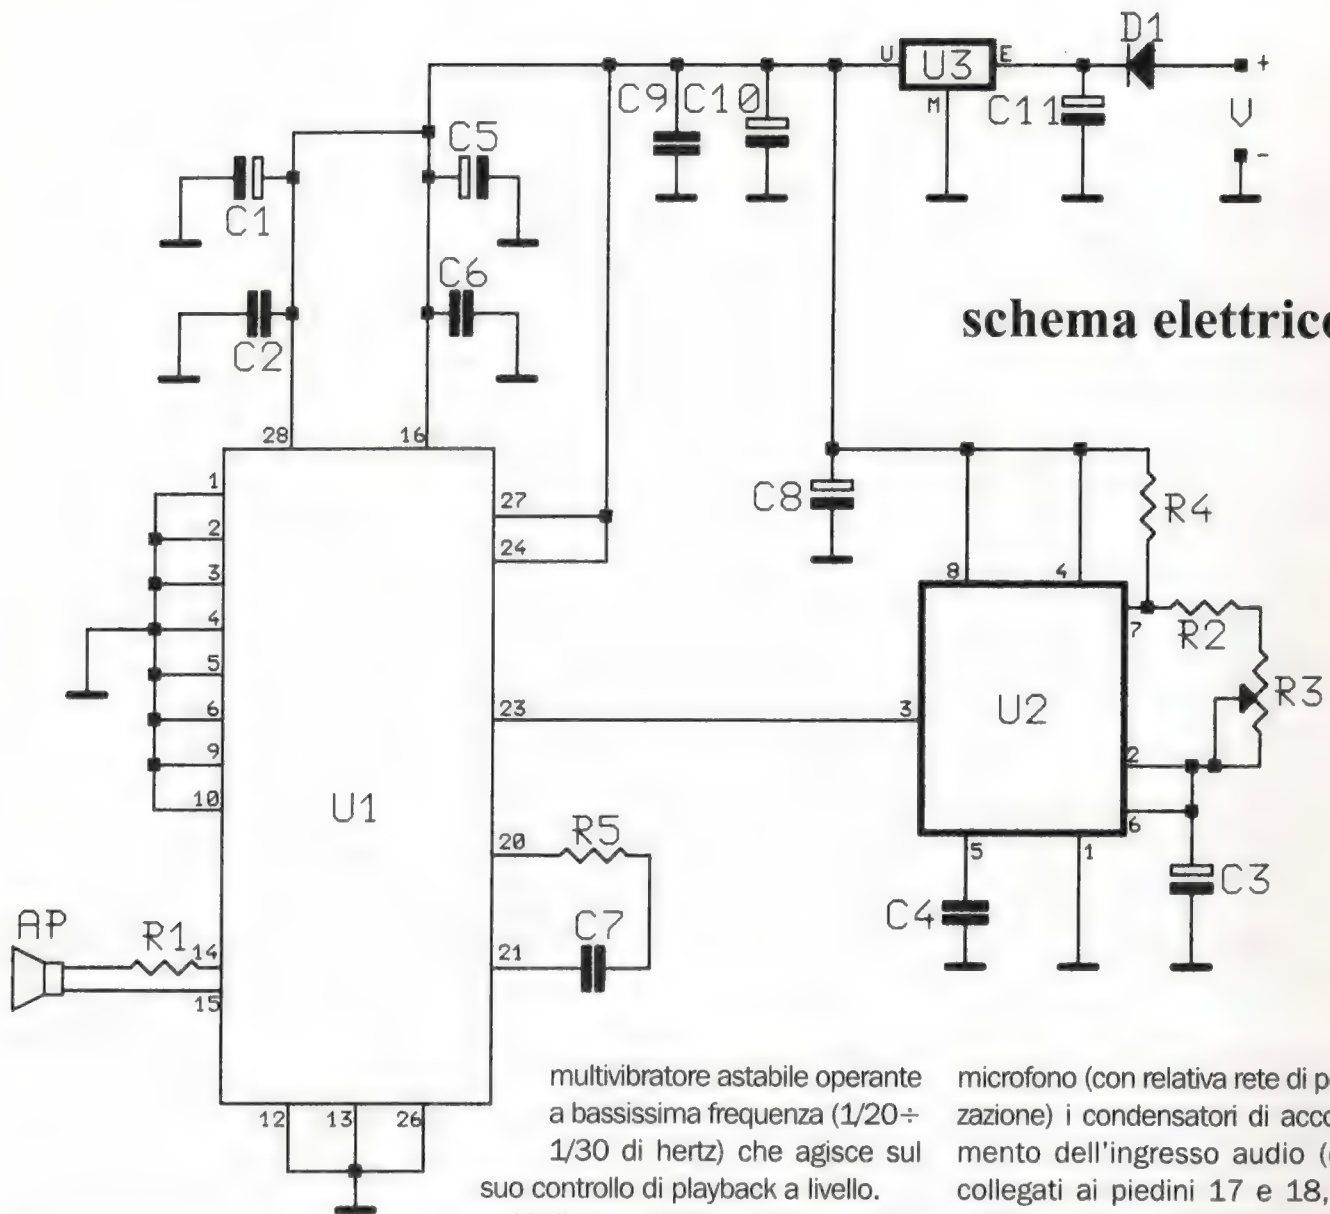 D1
U U3 E
+
C9 C10 M C11 V
-
C5
C1
C6
C2
schema elettrico
28 16
1
27
2
C8 R4
24
3
8 4
4
7 R2
5
R3
6 23 3 U2
9 2
10 U1 6
20 R5 5 1
C3
C4
AP R1 14 C7
21
15
12 13 26
multivibratore astabile operante
a bassissima frequenza (1/20÷
1/30 di hertz) che agisce sul
suo controllo di playback a livello.
microfono (con relativa rete di
zazione) i condensatori di
mento dell'ingresso audio
collegati ai piedini 17 e 18,